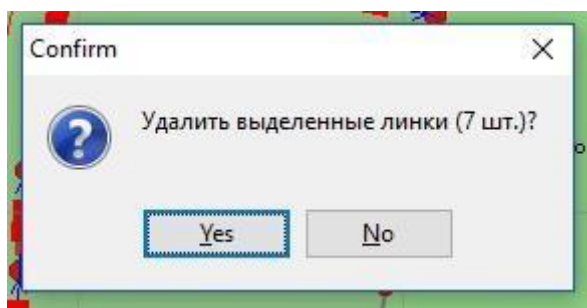 Confirm
Удалить выделенные линки (7 шт.)?
Yes
No
о